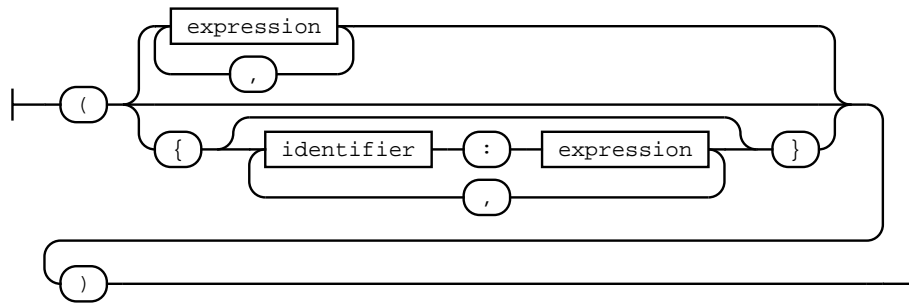 expression
,
(
{ identifier : expression }
,
)